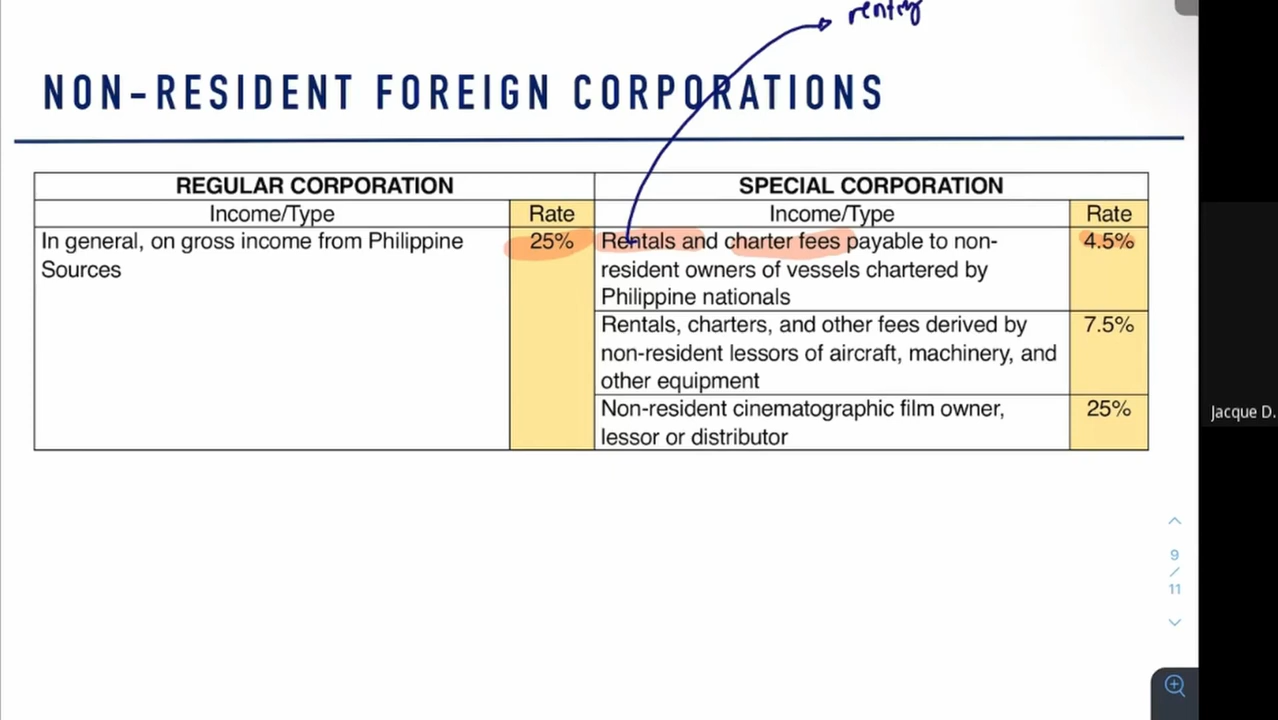 renting
NON-RESIDENT FOREIGN CORPORATIONS
REGULAR CORPORATION
SPECIAL CORPORATION
Income/Type
Rate
Income/Type
Rate
In general, on gross income from Philippine
Sources
25%
Rentals and charter fees payable to non-
resident owners of vessels chartered by
Philippine nationals
4.5%
Rentals, charters, and other fees derived by
non-resident lessors of aircraft, machinery, and
other equipment
7.5%
Non-resident cinematographic film owner,
lessor or distributor
25%
Jacque D.
9
/
11